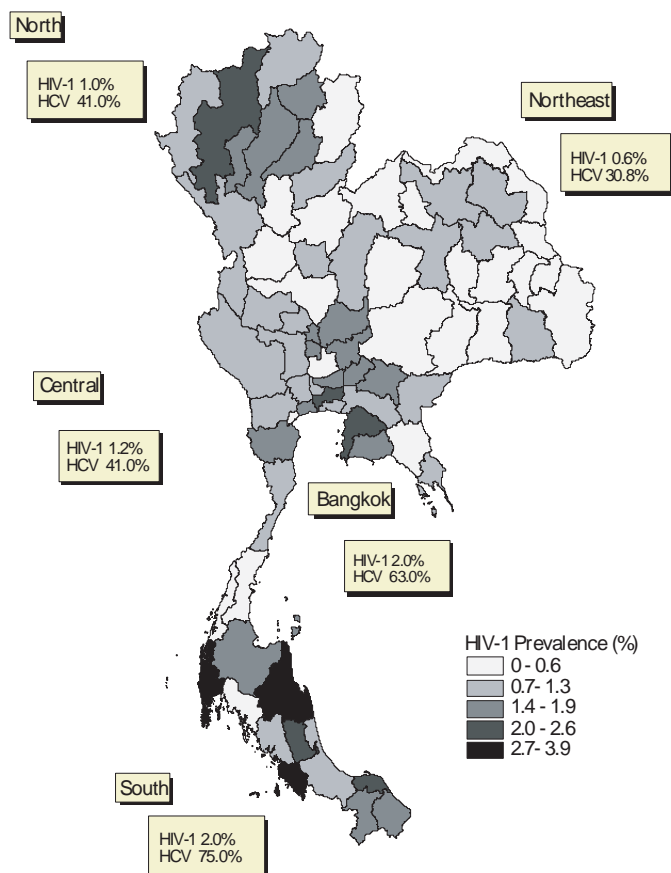 North
HIV-1 1.0%
HCV 41.0%
Northeast
HIV-1 0.6%
HCV 30.8%
Central
HIV-1 1.2%
HCV 41.0%
Bangkok
HIV-1 2.0%
HCV 63.0%
HIV-1 Prevalence (%)
0 - 0.6
0.7- 1.3
1.4 - 1.9
2.0 - 2.6
2.7- 3.9
South
HIV-1 2.0%
HCV 75.0%